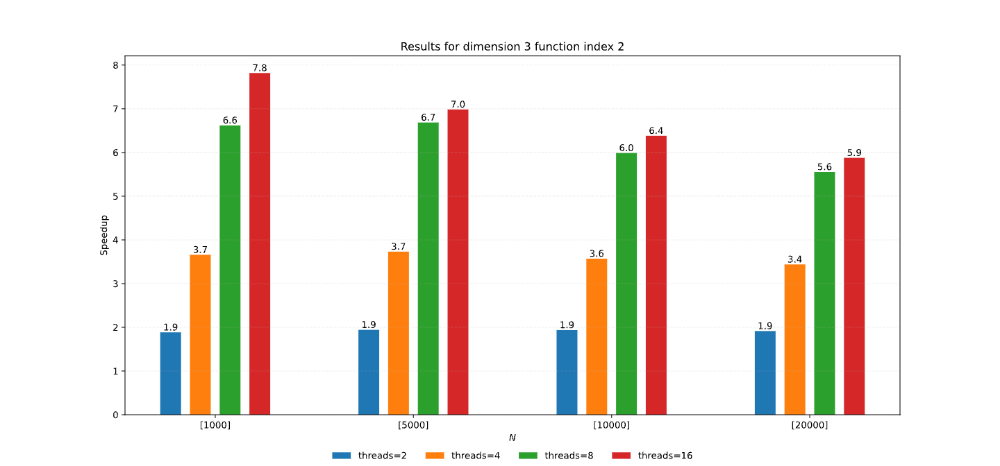 Results for dimension 3 function index 2
Speedup
8
7
6
5
4
3
2
1
0
1.9 3.7 6.6 7.8
1.9 3.7 6.7 7.0
1.9 3.6 6.0 6.4
1.9 3.4 5.6 5.9
[1000] [5000] [10000] [20000]
N
threads=2 threads=4 threads=8 threads=16